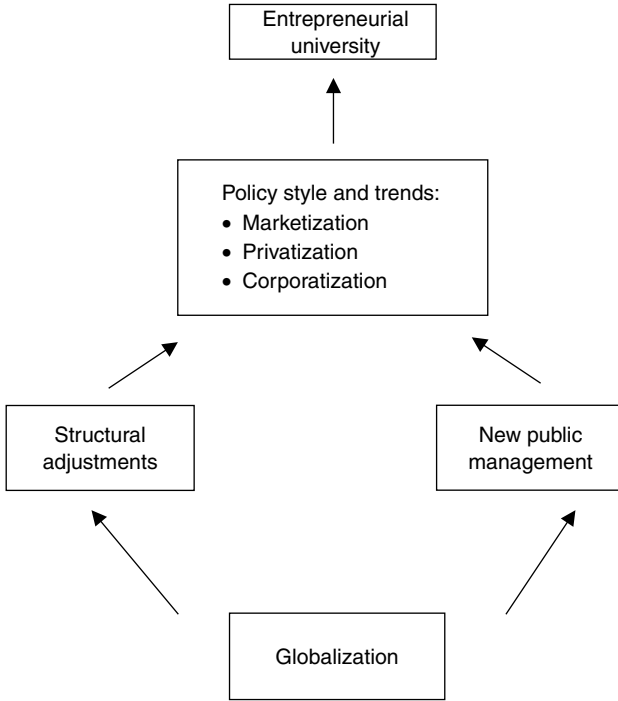 Entrepreneurial
university
Policy style and trends:
• Marketization
• Privatization
• Corporatization
Structural
adjustments
New public
management
Globalization